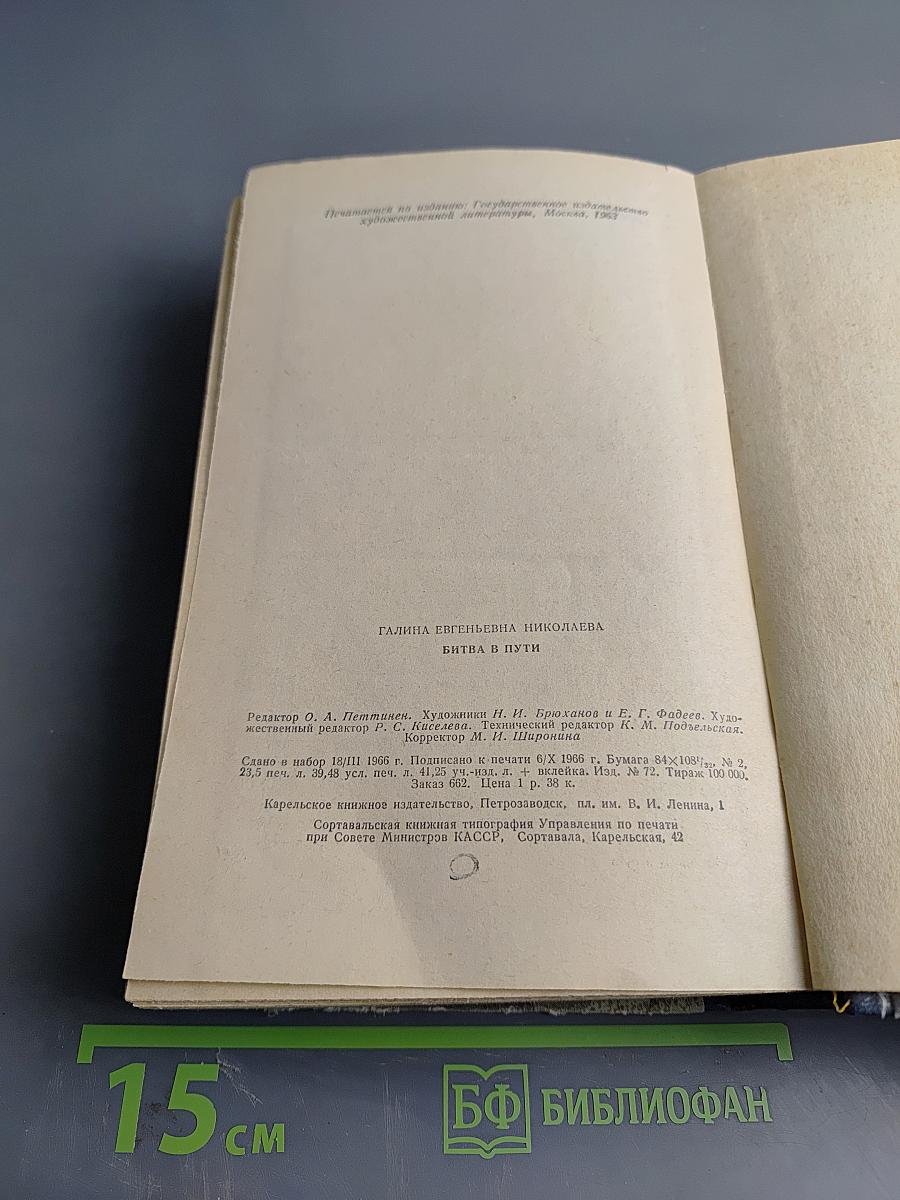 Печатается по изданию: Государственное издательство
художественной литературы, Москва, 1963
ГАЛИНА ЕВГЕНЬЕВНА НИКОЛАЕВА
БИТВА В ПУТИ
Редактор О. А. Петтинен. Художники Н. И. Брюханов и Е. Г. Фадеев. Худо-
жественный редактор Р. С. Киселева. Технический редактор К. М. Подъельская.
Корректор М. И. Широнина
Сдано в набор 18/III 1966 г. Подписано к печати 6/X 1966 г. Бумага 84×108¹/₃₂, № 2,
23,5 печ. л. 39,48 усл. печ. л. 41,25 уч.-изд. л. + вклейка. Изд. № 72. Тираж 100 000.
Заказ 662. Цена 1 р. 38 к.
Карельское книжное издательство, Петрозаводск, пл. им. В. И. Ленина, 1
Сортавальская книжная типография Управления по печати
при Совете Министров КАССР, Сортавала, Карельская, 42
15 см
БФ БИБЛИОФАН